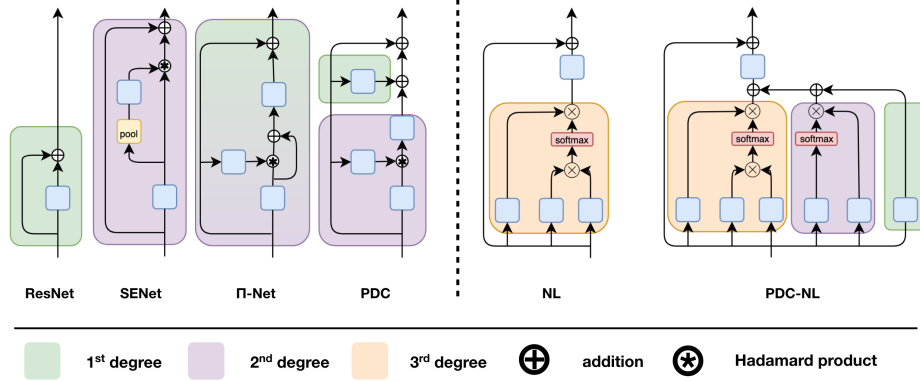 pool
softmax
softmax
softmax
ResNet
SENet
Π-Net
PDC
NL
PDC-NL
1st degree
2nd degree
3rd degree
addition
Hadamard product